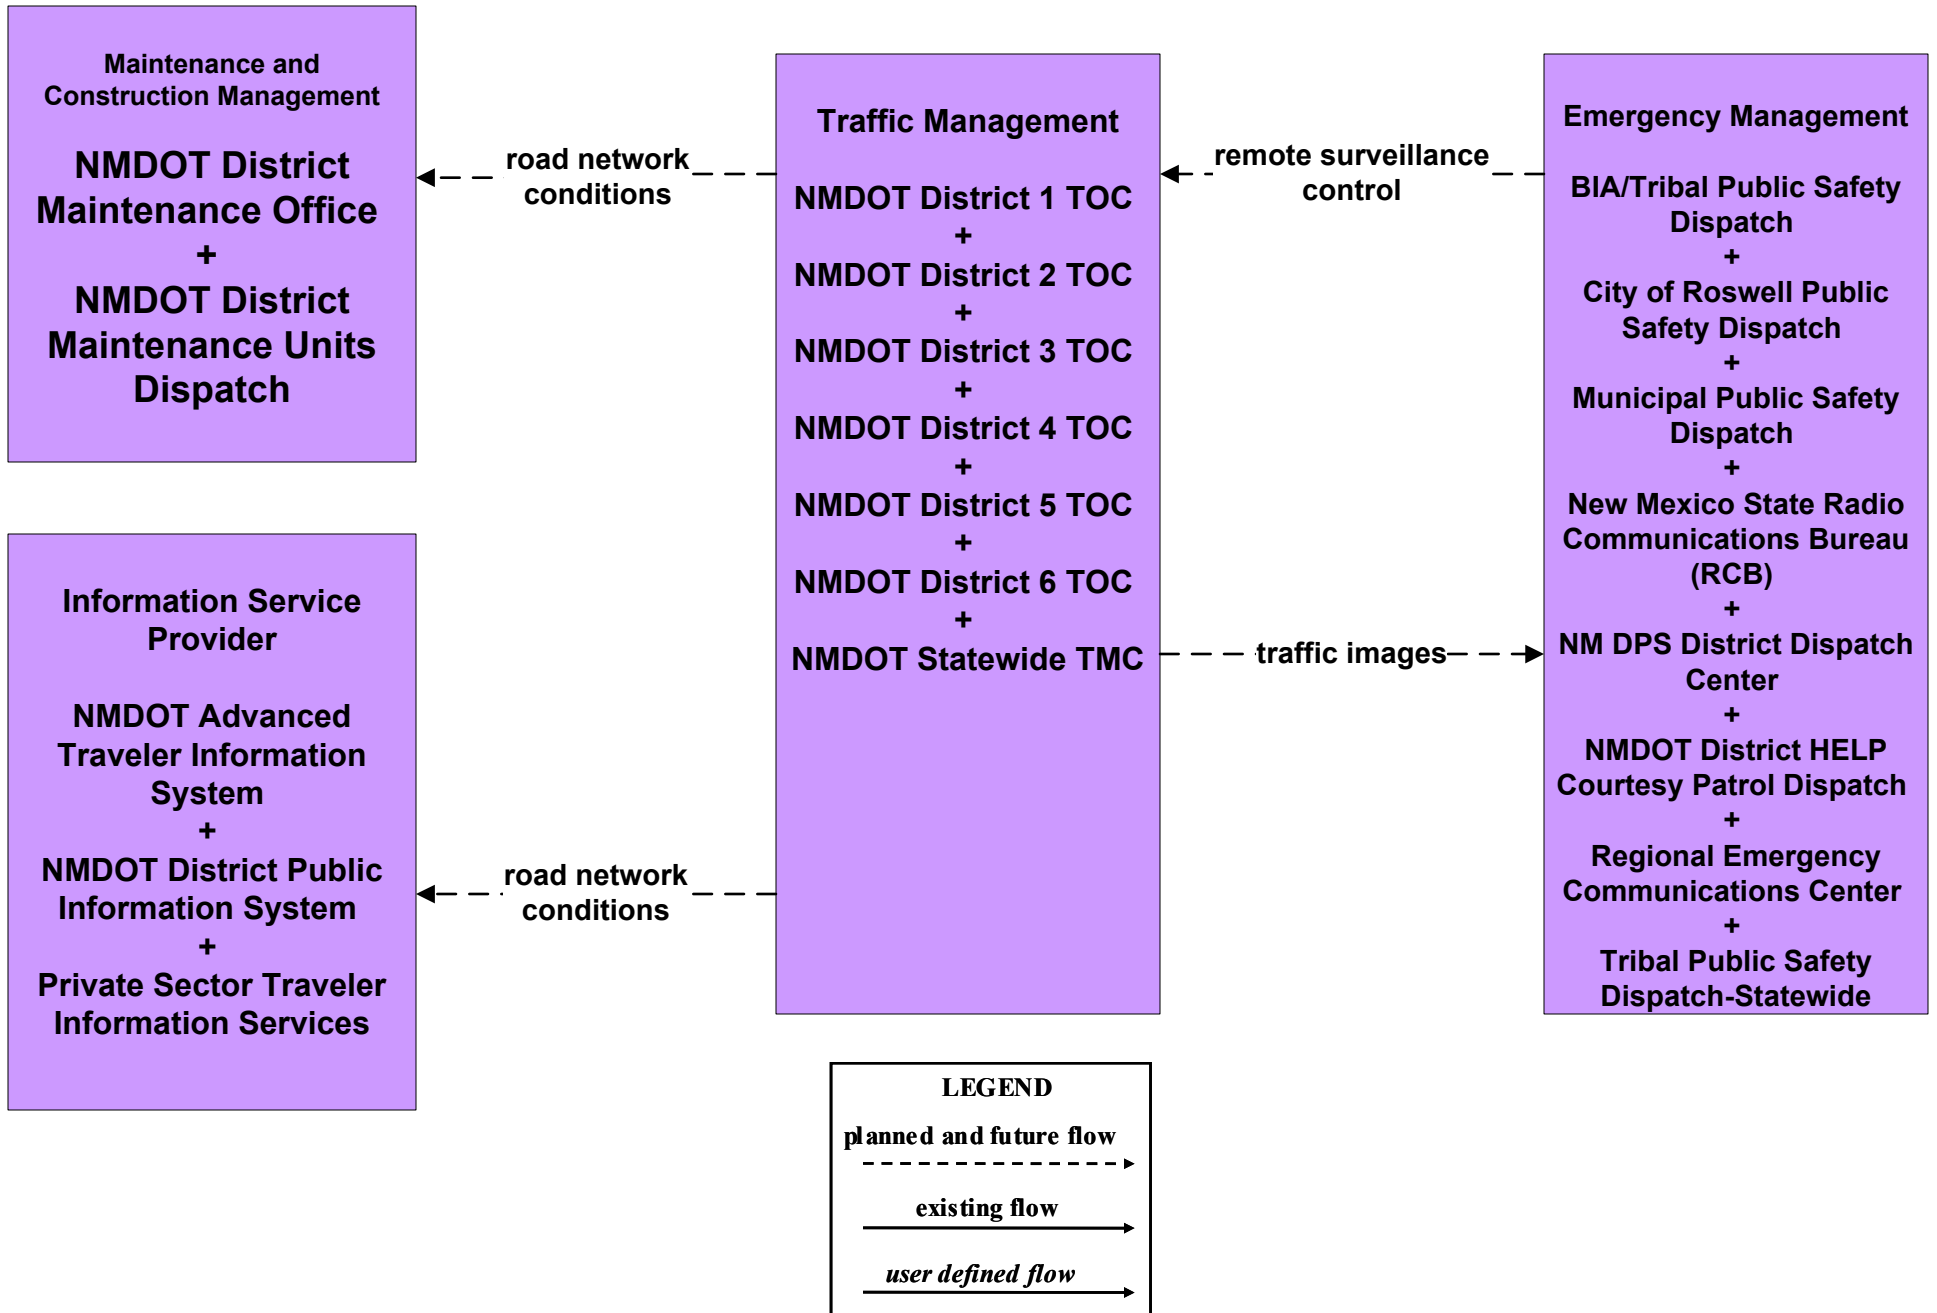 Maintenance and
Construction Management
NMDOT District
Maintenance Office
+
NMDOT District
Maintenance Units
Dispatch
road network
conditions
Traffic Management
NMDOT District 1 TOC
+
NMDOT District 2 TOC
+
NMDOT District 3 TOC
+
NMDOT District 4 TOC
+
NMDOT District 5 TOC
+
NMDOT District 6 TOC
+
NMDOT Statewide TMC
remote surveillance
control
traffic images
Emergency Management
BIA/Tribal Public Safety
Dispatch
+
City of Roswell Public
Safety Dispatch
+
Municipal Public Safety
Dispatch
+
New Mexico State Radio
Communications Bureau
(RCB)
+
NM DPS District Dispatch
Center
+
NMDOT District HELP
Courtesy Patrol Dispatch
+
Regional Emergency
Communications Center
+
Tribal Public Safety
Dispatch-Statewide
Information Service
Provider
NMDOT Advanced
Traveler Information
System
+
NMDOT District Public
Information System
+
Private Sector Traveler
Information Services
road network
conditions
LEGEND
planned and future flow
existing flow
user defined flow